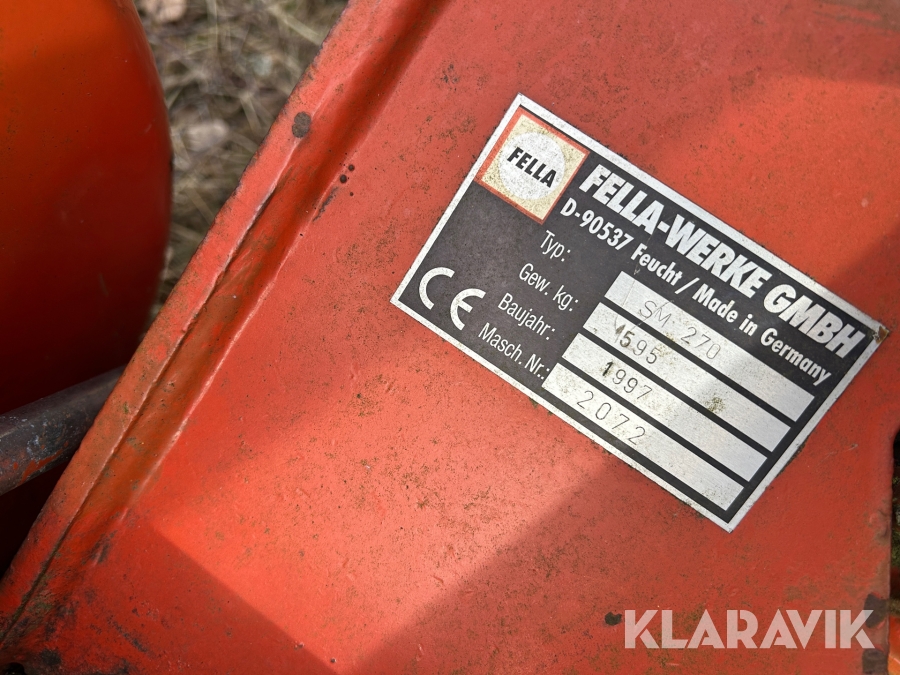 FELLA
FELLA-WERKE GMBH
D-90537 Feucht / Made in Germany
Typ: SM 270
Gew. kg: 1595
Baujahr: 1997
Masch. Nr.: 2072
CE
KLARAVIK